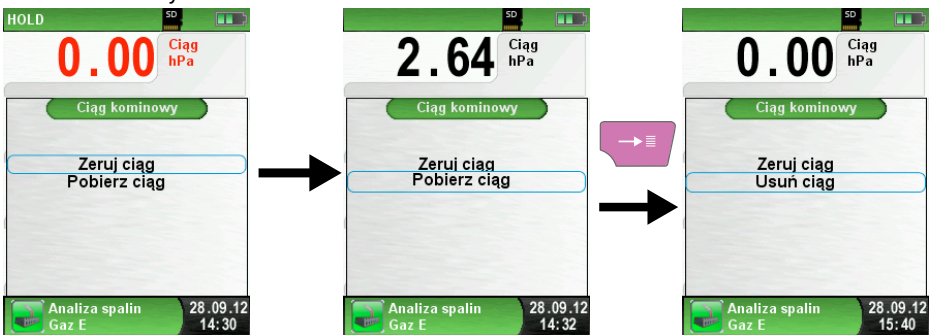 HOLD
SD
0.00
Ciąg
hPa
Ciąg kominowy
Zeruj ciąg
Pobierz ciąg
Analiza spalin
Gaz E
28.09.12
14:30
SD
2.64
Ciąg
hPa
Ciąg kominowy
Zeruj ciąg
Pobierz ciąg
Analiza spalin
Gaz E
28.09.12
14:32
SD
0.00
Ciąg
hPa
Ciąg kominowy
Zeruj ciąg
Usuń ciąg
Analiza spalin
Gaz E
28.09.12
15:40